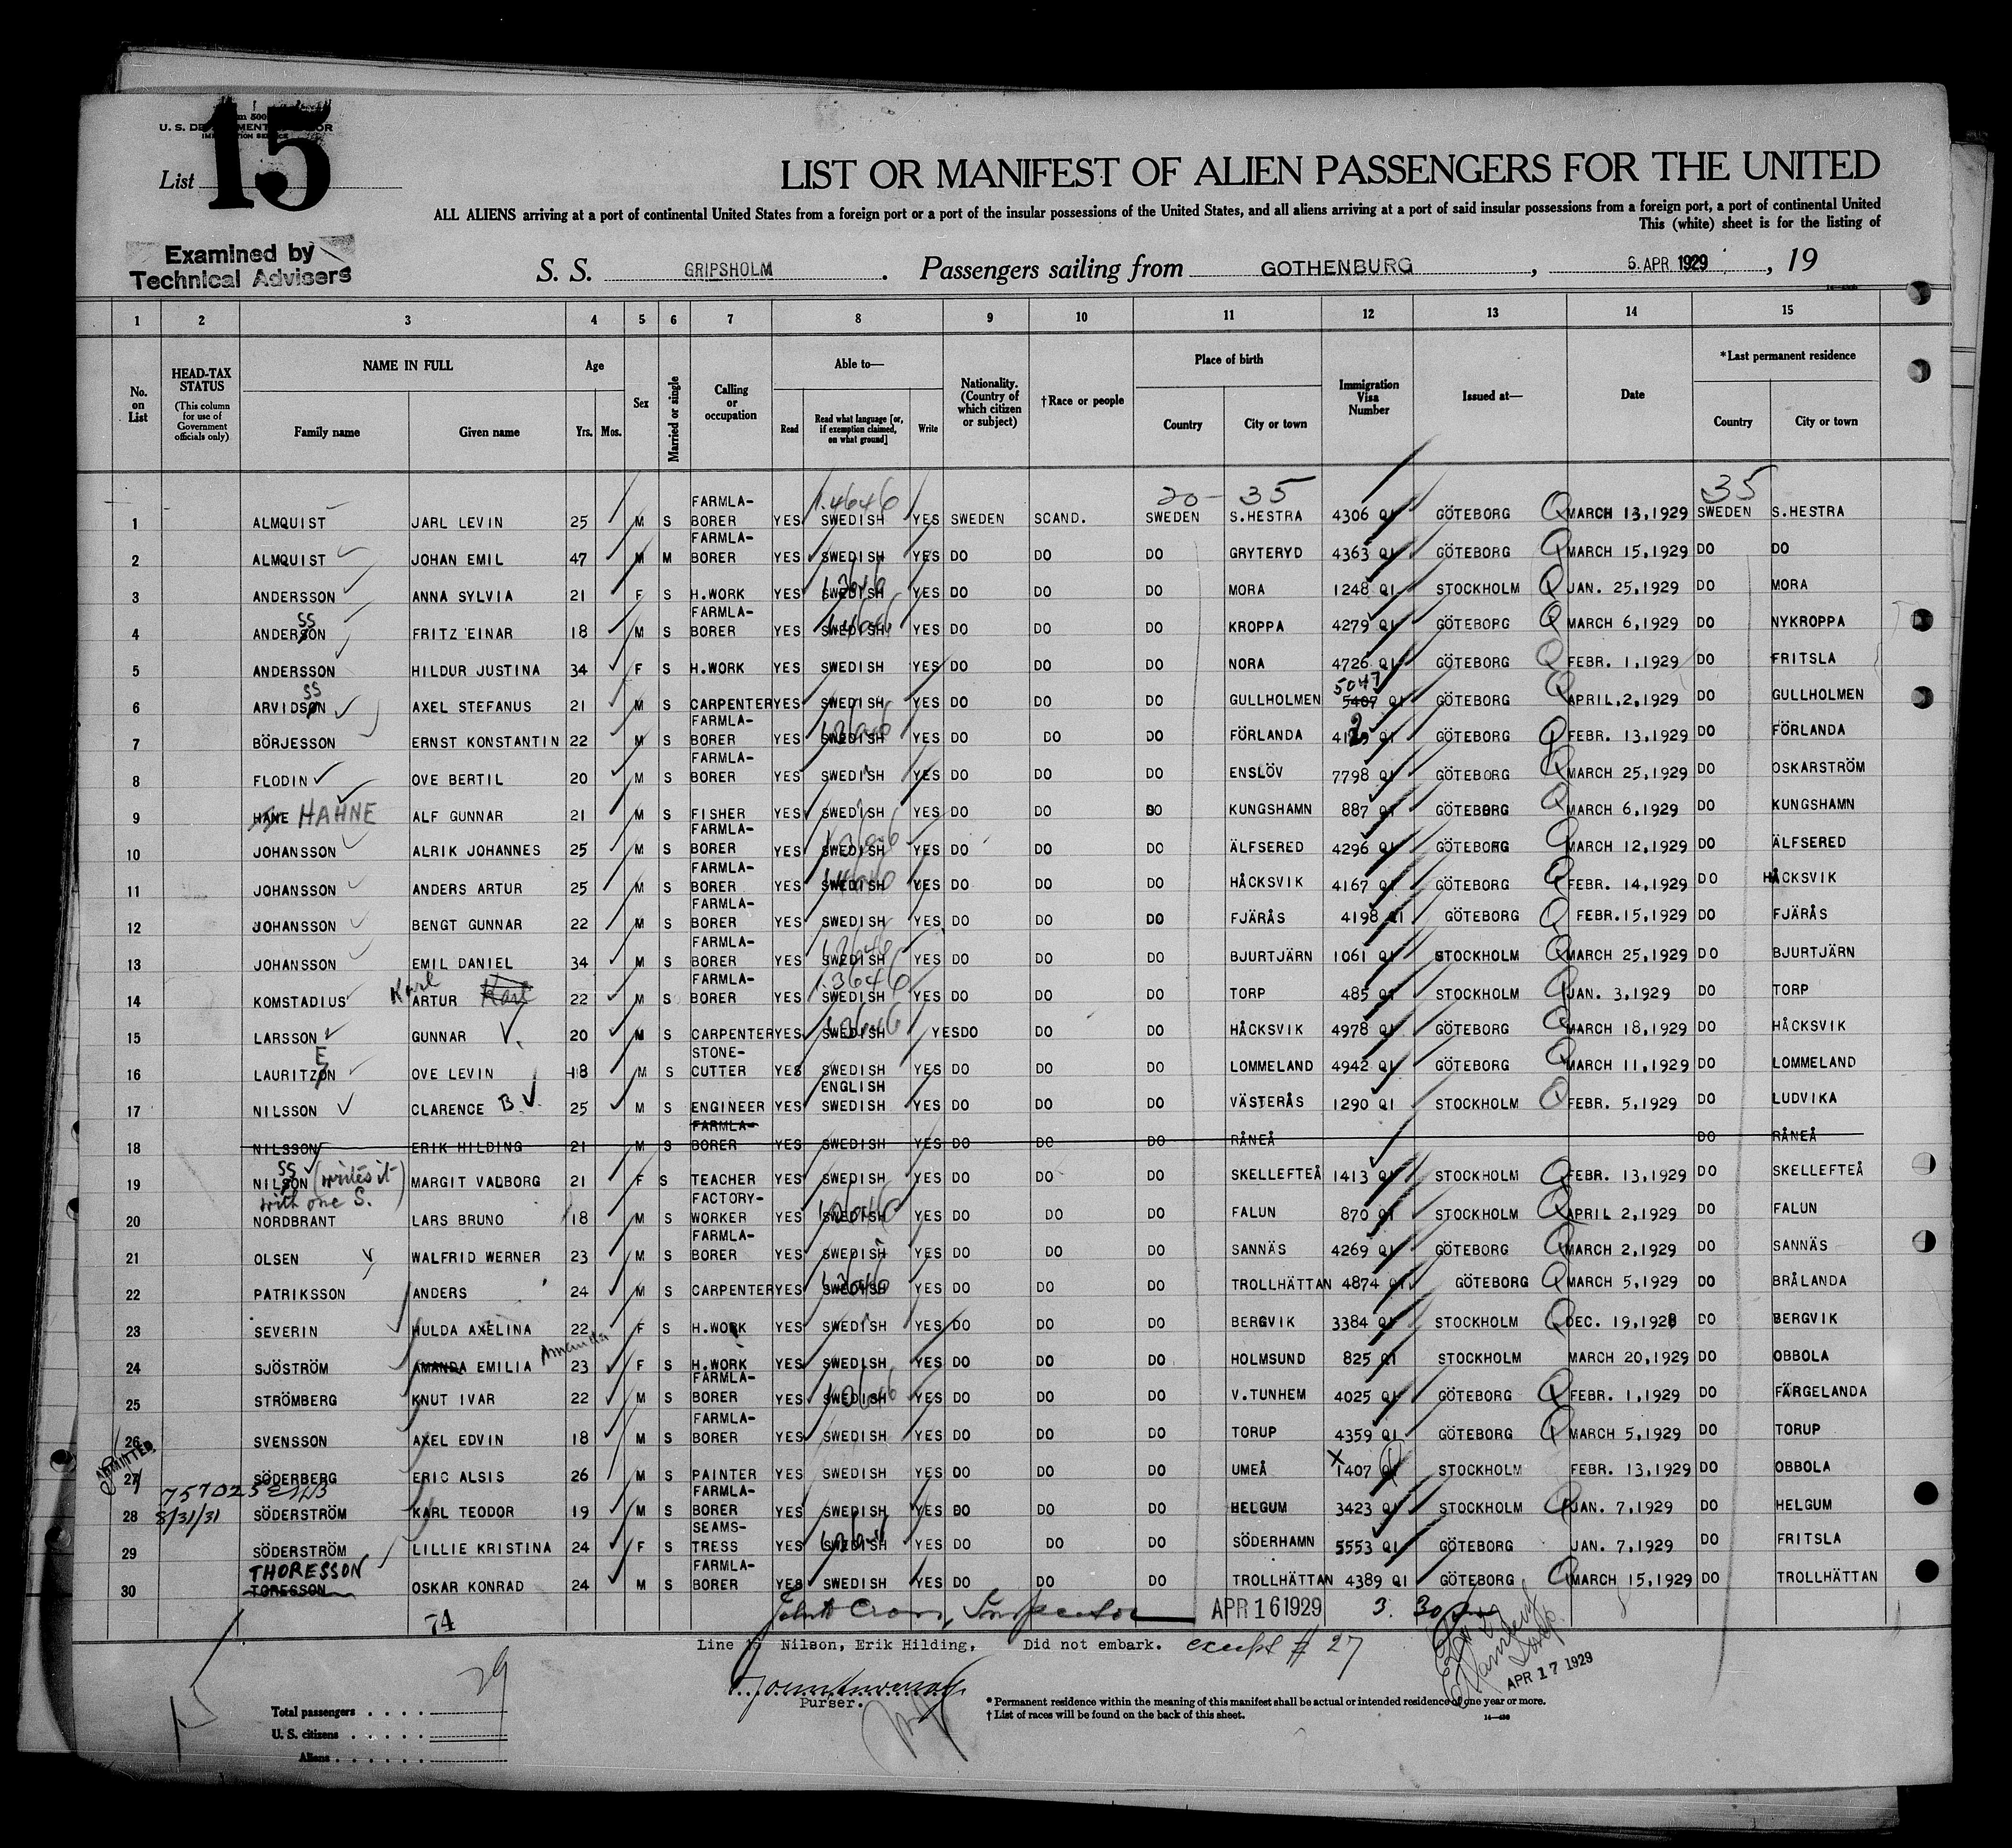 15
U. S. DEPARTMENT OF LABOR
List
LIST OR MANIFEST OF ALIEN PASSENGERS FOR THE UNITED
ALL ALIENS arriving at a port of continental United States from a foreign port or a port of the insular possessions of the United States, and all aliens arriving at a port of said insular possessions from a foreign port, a port of continental United
This (white) sheet is for the listing of
Examined by
Technical Advisers
S. S. GRIPSHOLM. Passengers sailing from GOTHENBURG, 6. APR 1929, 19
1 2 3 4 5 6 7 8 9 10 11 12 13 14 15
No. on List
HEAD-TAX STATUS (This column for use of Government officials only)
NAME IN FULL Family name Given name
Age Yrs. Mos.
Sex
Married or single
Calling or occupation
Able to— Read Read what language [or, if exemption claimed, on what ground] Write
Nationality. (Country of which citizen or subject)
†Race or people
Place of birth Country City or town
Immigration Visa Number
Issued at—
Date
*Last permanent residence Country City or town
20- 35 35
1 ALMQUIST JARL LEVIN 25 M S FARMLA-BORER YES SWEDISH YES SWEDEN SCAND. SWEDEN S.HESTRA 4306 QI GÖTEBORG Q MARCH 13,1929 SWEDEN S.HESTRA
2 ALMQUIST JOHAN EMIL 47 M M FARMLA-BORER YES SWEDISH YES DO DO DO GRYTERYD 4363 QI GÖTEBORG Q MARCH 15,1929 DO DO
3 ANDERSSON ANNA SYLVIA 21 F S H.WORK YES SWEDISH YES DO DO DO MORA 1248 QI STOCKHOLM Q JAN. 25,1929 DO MORA
4 ANDERSON SS FRITZ EINAR 18 M S FARMLA-BORER YES SWEDISH YES DO DO DO KROPPA 4279 QI GÖTEBORG Q MARCH 6,1929 DO NYKROPPA
5 ANDERSSON HILDUR JUSTINA 34 F S H.WORK YES SWEDISH YES DO DO DO NORA 4726 QI GÖTEBORG Q FEBR. 1,1929 DO FRITSLA
6 ARVIDSON SS AXEL STEFANUS 21 M S CARPENTER YES SWEDISH YES DO DO DO GULLHOLMEN 5047 5407 QI GÖTEBORG Q APRIL,2,1929 DO GULLHOLMEN
7 BÖRJESSON ERNST KONSTANTIN 22 M S FARMLA-BORER YES SWEDISH YES DO DO DO FÖRLANDA QI GÖTEBORG Q FEBR. 13,1929 DO FÖRLANDA
8 FLODIN OVE BERTIL 20 M S FARMLA-BORER YES SWEDISH YES DO DO DO ENSLÖV 7798 QI GÖTEBORG Q MARCH 25,1929 DO OSKARSTRÖM
9 HANE HAHNE ALF GUNNAR 21 M S FISHER YES SWEDISH YES DO DO DO KUNGSHAMN 887 QI GÖTEBORG Q MARCH 6,1929 DO KUNGSHAMN
10 JOHANSSON ALRIK JOHANNES 25 M S FARMLA-BORER YES SWEDISH YES DO DO DO ÄLFSERED 4296 QI GÖTEBORG Q MARCH 12,1929 DO ÄLFSERED
11 JOHANSSON ANDERS ARTUR 25 M S FARMLA-BORER YES SWEDISH YES DO DO DO HÅCKSVIK 4167 QI GÖTEBORG Q FEBR. 14,1929 DO HÅCKSVIK
12 JOHANSSON BENGT GUNNAR 22 M S FARMLA-BORER YES SWEDISH YES DO DO DO FJÄRÅS 4198 QI GÖTEBORG Q FEBR.15,1929 DO FJÄRÅS
13 JOHANSSON EMIL DANIEL 34 M S FARMLA-BORER YES SWEDISH YES DO DO DO BJURTJÄRN 1061 QI STOCKHOLM Q MARCH 25,1929 DO BJURTJÄRN
14 KOMSTADIUS Karl ARTUR Karl 22 M S FARMLA-BORER YES SWEDISH YES DO DO DO TORP 485 QI STOCKHOLM Q JAN. 3,1929 DO TORP
15 LARSSON GUNNAR 20 M S CARPENTER YES SWEDISH YES DO DO DO HÅCKSVIK 4978 QI GÖTEBORG Q MARCH 18,1929 DO HÅCKSVIK
16 LAURITZON E OVE LEVIN 18 M S STONE-CUTTER YES SWEDISH YES DO DO DO LOMMELAND 4942 QI GÖTEBORG Q MARCH 11,1929 DO LOMMELAND
17 NILSSON CLARENCE B. 25 M S ENGINEER YES ENGLISH SWEDISH YES DO DO DO VÄSTERÅS 1290 QI STOCKHOLM Q FEBR. 5,1929 DO LUDVIKA
18 NILSSON ERIK HILDING 21 M S FARMLA-BORER YES SWEDISH YES DO DO DO RÅNEÅ DO RÅNEÅ
19 NILSON SS (writes it with one S.) MARGIT VALBORG 21 F S TEACHER YES SWEDISH YES DO DO DO SKELLEFTEÅ 1413 QI STOCKHOLM Q FEBR. 13,1929 DO SKELLEFTEÅ
20 NORDBRANT LARS BRUNO 18 M S FACTORY-WORKER YES SWEDISH YES DO DO DO FALUN 870 QI STOCKHOLM Q APRIL 2,1929 DO FALUN
21 OLSEN WALFRID WERNER 23 M S FARMLA-BORER YES SWEDISH YES DO DO DO SANNÄS 4269 QI GÖTEBORG Q MARCH 2,1929 DO SANNÄS
22 PATRIKSSON ANDERS 24 M S CARPENTER YES SWEDISH YES DO DO DO TROLLHÄTTAN 4874 QI GÖTEBORG Q MARCH 5,1929 DO BRÅLANDA
23 SEVERIN HULDA AXELINA 22 F S H.WORK YES SWEDISH YES DO DO DO BERGVIK 3384 QI STOCKHOLM Q DEC. 19,1928 DO BERGVIK
24 SJÖSTRÖM AMANDA EMILIA Amanda 23 F S H.WORK YES SWEDISH YES DO DO DO HOLMSUND 825 QI STOCKHOLM MARCH 20,1929 DO OBBOLA
25 STRÖMBERG KNUT IVAR 22 M S FARMLA-BORER YES SWEDISH YES DO DO DO V.TUNHEM 4025 QI GÖTEBORG Q FEBR. 1,1929 DO FÄRGELANDA
26 SVENSSON AXEL EDVIN 18 M S FARMLA-BORER YES SWEDISH YES DO DO DO TORUP 4359 QI GÖTEBORG Q MARCH 5,1929 DO TORUP
ADMITTED
27 SÖDERBERG ERIC ALSIS 26 M S PAINTER YES SWEDISH YES DO DO DO UMEÅ X 1407 QI STOCKHOLM FEBR. 13,1929 DO OBBOLA
28 8/31/31 SÖDERSTRÖM KARL TEODOR 19 M S FARMLA-BORER YES SWEDISH YES DO DO DO HELGUM 3423 QI STOCKHOLM Q JAN. 7,1929 DO HELGUM
29 SÖDERSTRÖM LILLIE KRISTINA 24 F S SEAMS-TRESS YES SWEDISH YES DO DO DO SÖDERHAMN 5553 QI GÖTEBORG JAN. 7,1929 DO FRITSLA
30 THORESSON TORESSON OSKAR KONRAD 24 M S FARMLA-BORER YES SWEDISH YES DO DO DO TROLLHÄTTAN 4389 QI GÖTEBORG Q MARCH 15,1929 DO TROLLHÄTTAN
74 Inspector APR 16 1929 3. 30
Line Nilson, Erik Hilding, Did not embark. except # 27
APR 17 1929
Purser.
29
Total passengers
U. S. citizens
Aliens
*Permanent residence within the meaning of this manifest shall be actual or intended residence of one year or more.
†List of races will be found on the back of this sheet.